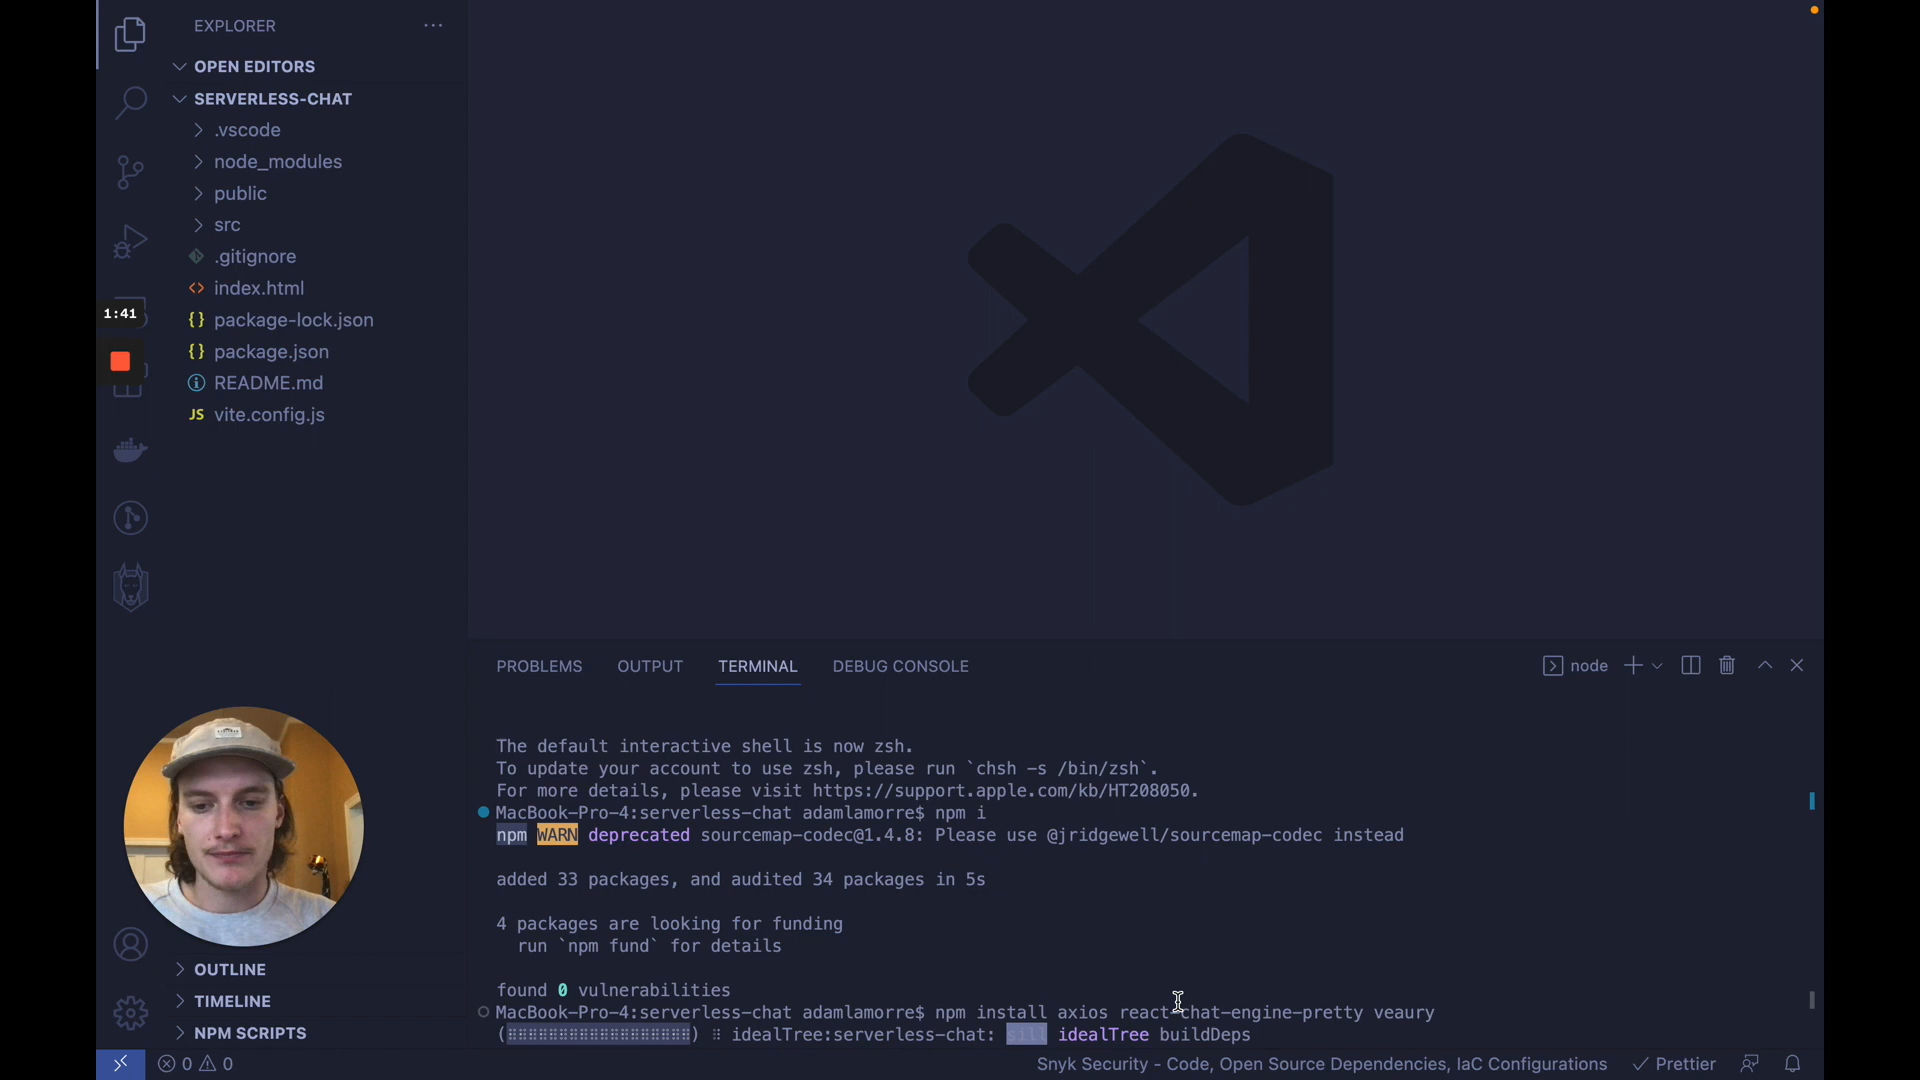 EXPLORER
OPEN EDITORS
SERVERLESS-CHAT
.vscode
node_modules
public
src
.gitignore
index.html
1:41
package-lock.json
package.json
README.md
JS vite.config.js
PROBLEMS OUTPUT TERMINAL DEBUG CONSOLE
node
The default interactive shell is now zsh.
To update your account to use zsh, please run `chsh -s /bin/zsh`.
For more details, please visit https://support.apple.com/kb/HT208050.
MacBook-Pro-4:serverless-chat adamlamorre$ npm i
npm WARN deprecated sourcemap-codec@1.4.8: Please use @jridgewell/sourcemap-codec instead
added 33 packages, and audited 34 packages in 5s
4 packages are looking for funding
run `npm fund` for details
found 0 vulnerabilities
MacBook-Pro-4:serverless-chat adamlamorre$ npm install axios react-chat-engine-pretty veaury
idealTree:serverless-chat: sill idealTree buildDeps
OUTLINE
TIMELINE
NPM SCRIPTS
0 0
Snyk Security - Code, Open Source Dependencies, IaC Configurations
Prettier